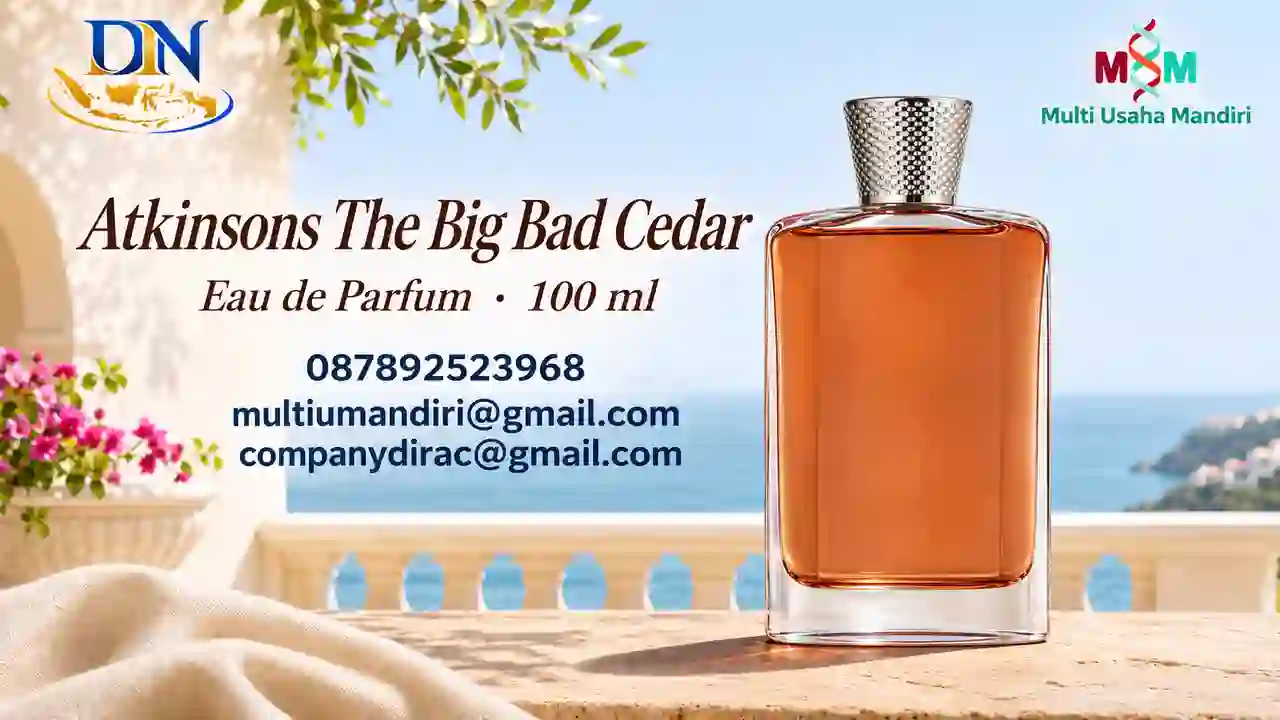 DN
MSM
Multi Usaha Mandiri
Atkinsons The Big Bad Cedar
Eau de Parfum · 100 ml
087892523968
multiumandiri@gmail.com
companydirac@gmail.com